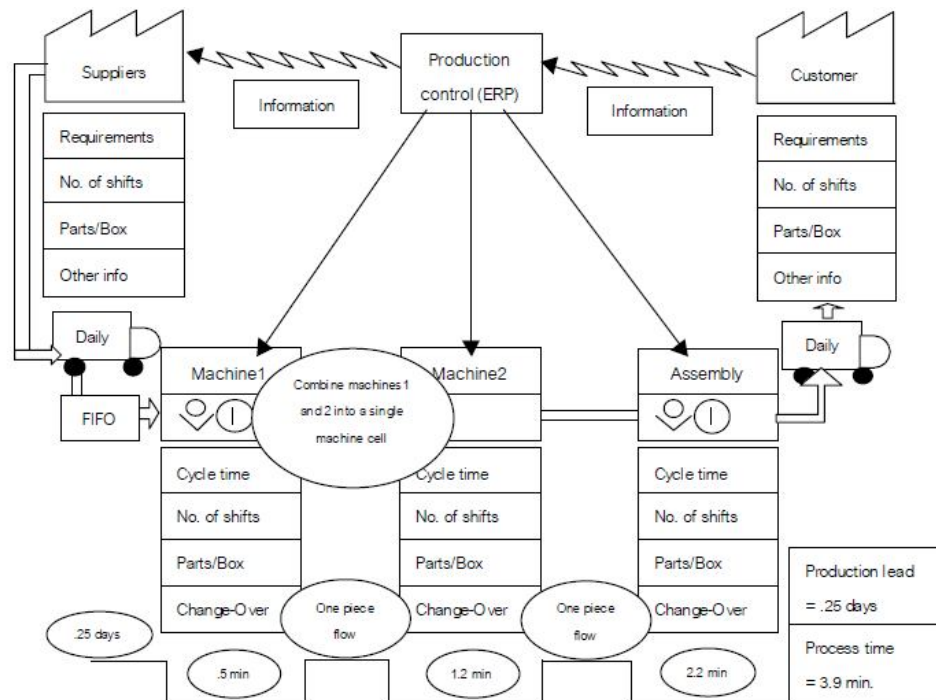 Suppliers
Production
control (ERP)
Customer
Information
Information
Requirements
No. of shifts
Parts/Box
Other info
Requirements
No. of shifts
Parts/Box
Other info
Daily
Daily
FIFO
Machine1
Combine machines 1
and 2 into a single
machine cell
Machine2
Assembly
Cycle time
No. of shifts
Parts/Box
Change-Over
Cycle time
No. of shifts
Parts/Box
Change-Over
Cycle time
No. of shifts
Parts/Box
Change-Over
One piece
flow
One piece
flow
.25 days
.5 min
1.2 min
2.2 min
Production lead
= .25 days
Process time
= 3.9 min.